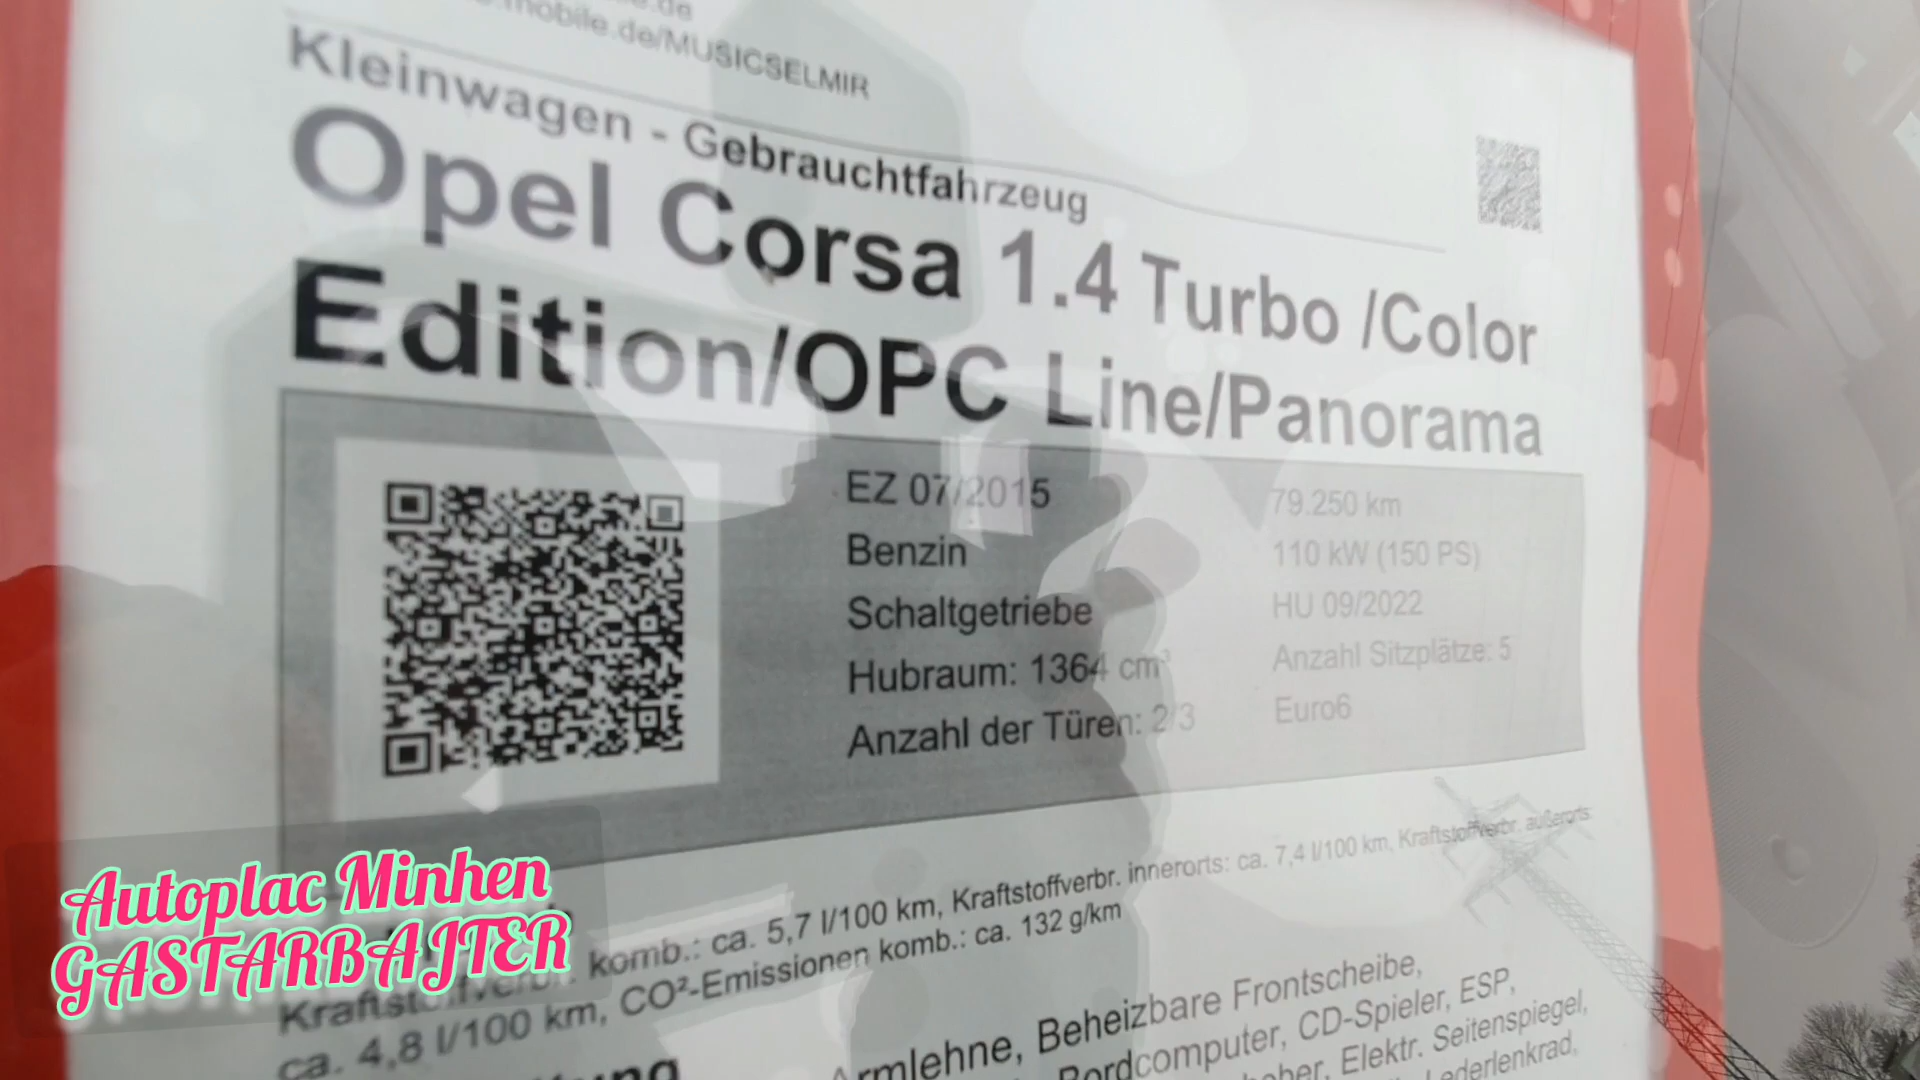 mobile.de/MUSICSELMIR
Kleinwagen - Gebrauchtfahrzeug
Opel Corsa 1.4 Turbo /Color
Edition/OPC Line/Panorama
EZ 07/2015
79.250 km
Benzin
110 kW (150 PS)
Schaltgetriebe
HU 09/2022
Hubraum: 1364 cm³
Anzahl Sitzplätze: 5
Anzahl der Türen: 2/3
Euro6
Kraftstoffverbr. komb.: ca. 5,7 l/100 km, Kraftstoffverbr. innerorts: ca. 7,4 l/100 km, Kraftstoffverbr. außerorts:
ca. 4,8 l/100 km, CO²-Emissionen komb.: ca. 132 g/km
Armlehne, Beheizbare Frontscheibe,
Bordcomputer, CD-Spieler, ESP,
Elektr. Seitenspiegel,
Lederlenkrad,
Autoplac Minhen
GASTARBAJTER